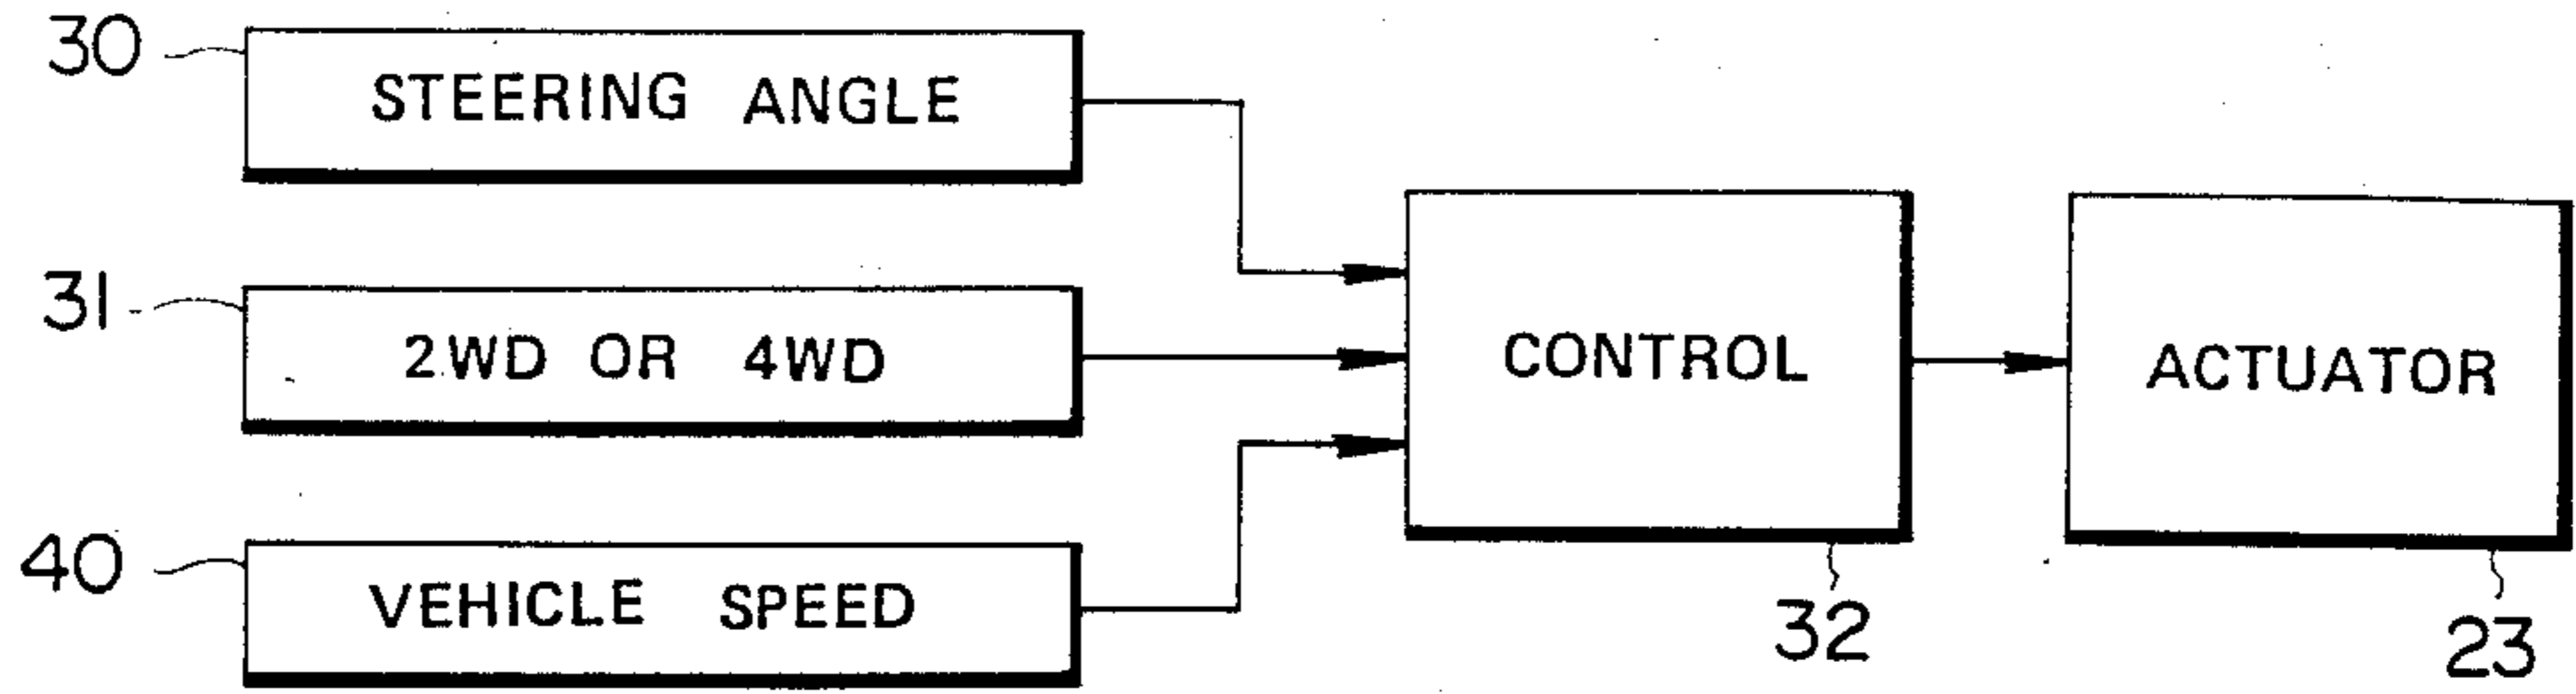 30
STEERING ANGLE
31
2WD OR 4WD
40
VEHICLE SPEED
CONTROL
32
ACTUATOR
23